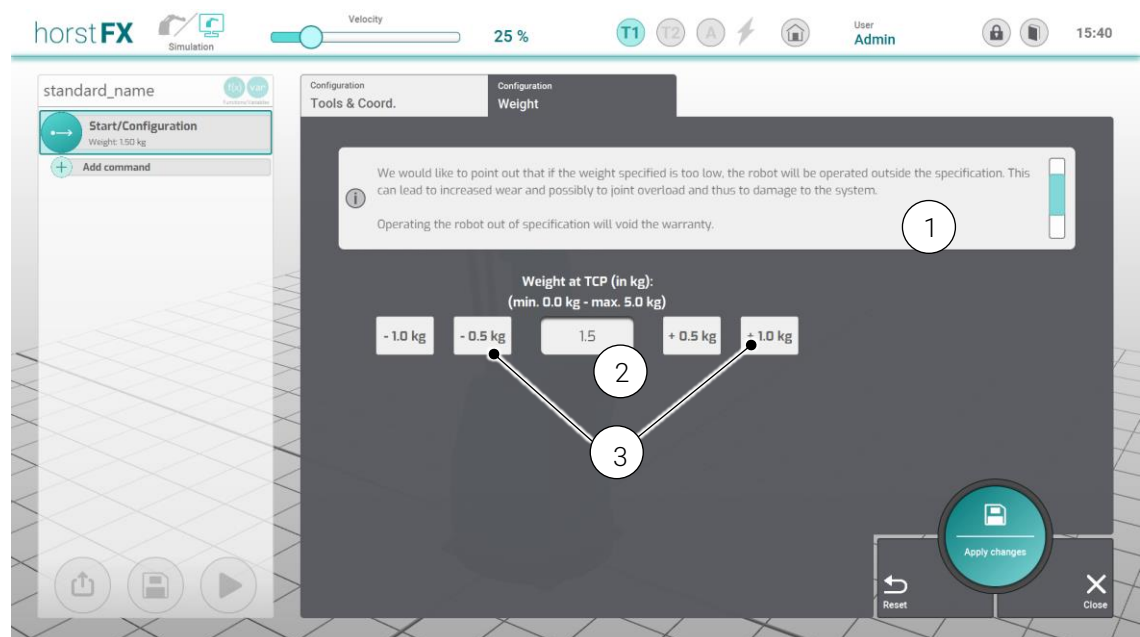 horstFX
Simulation
Velocity
25 %
T1
T2
A
User
Admin
15:40
standard_name
f(x)
var
Functions/Variables
Start/Configuration
Weight: 1.50 kg
Add command
Configuration
Tools & Coord.
Configuration
Weight
We would like to point out that if the weight specified is too low, the robot will be operated outside the specification. This
can lead to increased wear and possibly to joint overload and thus to damage to the system.
Operating the robot out of specification will void the warranty.
1
Weight at TCP (in kg):
(min. 0.0 kg - max. 5.0 kg)
- 1.0 kg
- 0.5 kg
1.5
+ 0.5 kg
+ 1.0 kg
2
3
Apply changes
Reset
Close